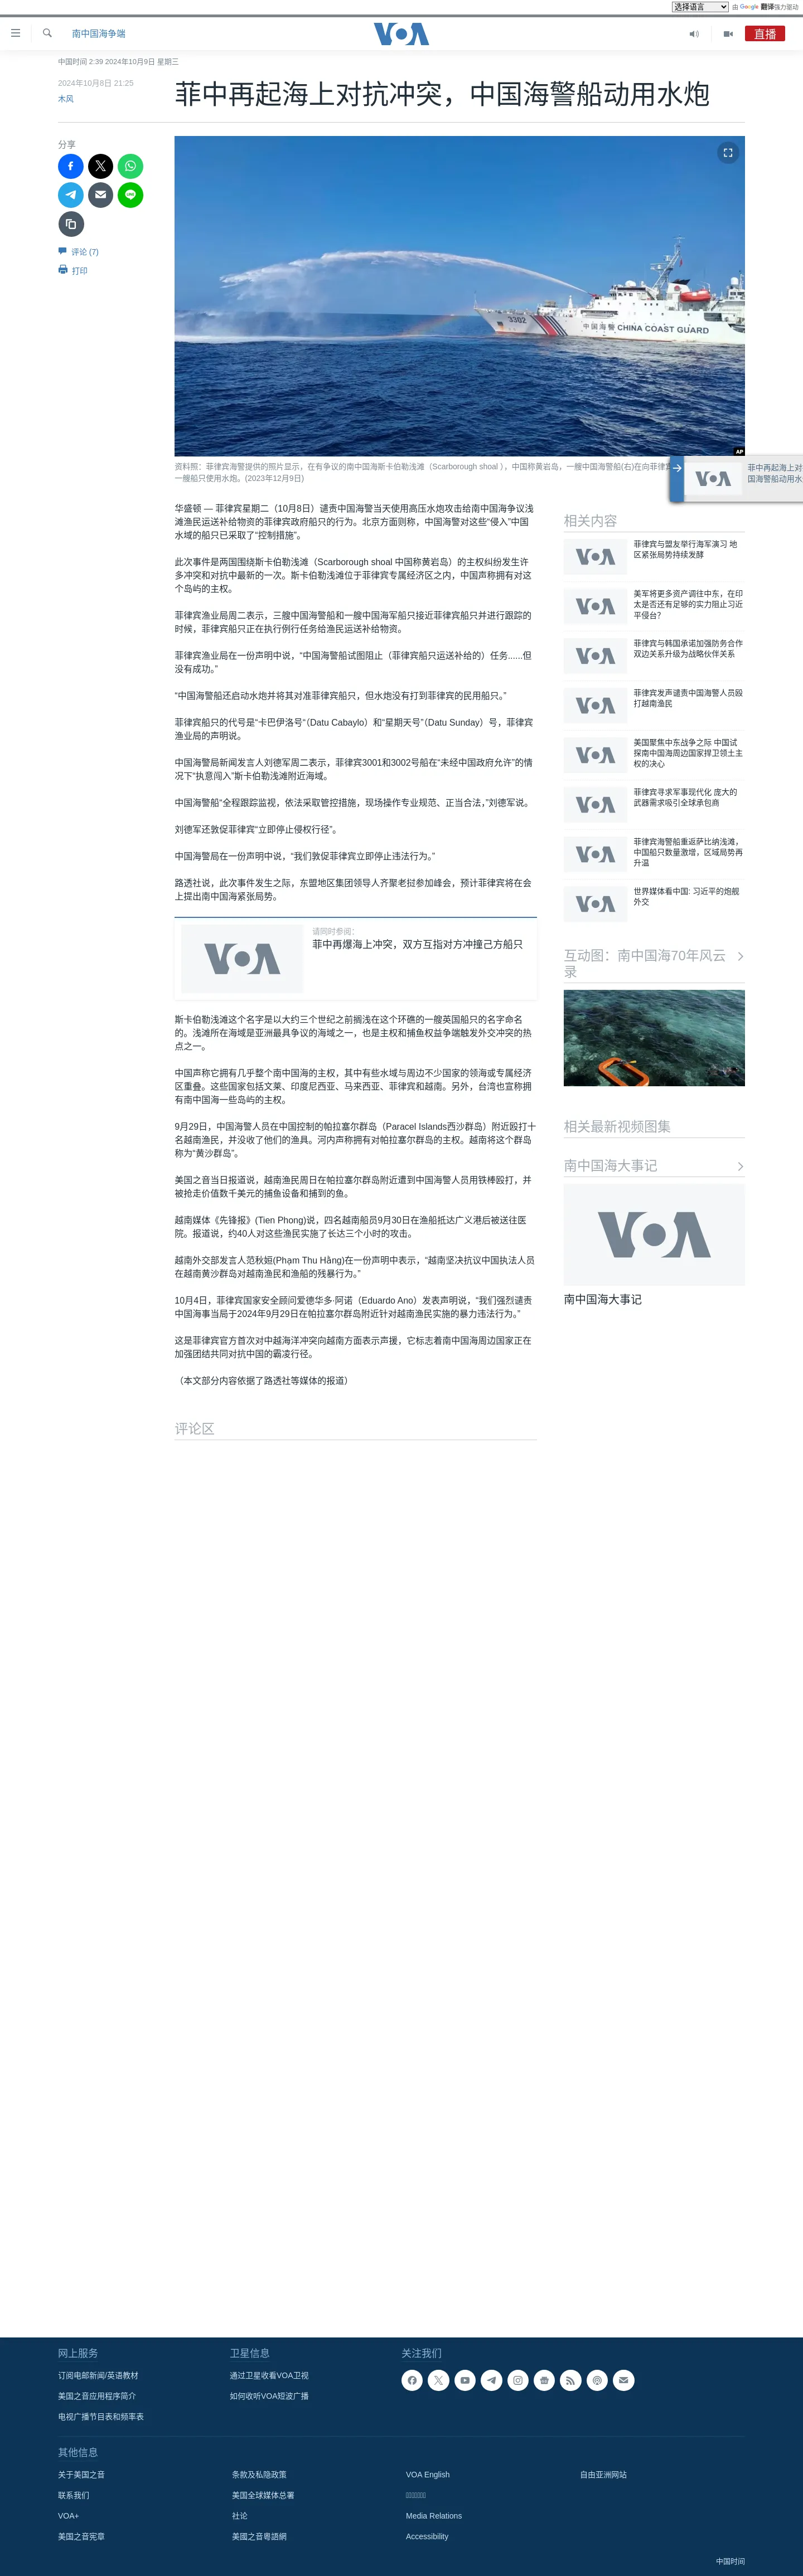 选择语言 由 Google 翻译强力驱动
南中国海争端
VOA
直播
中国时间 2:39 2024年10月9日 星期三
2024年10月8日 21:25
木风
菲中再起海上对抗冲突，中国海警船动用水炮
分享
评论 (7)
打印
3302
中国海警 CHINA COAST GUARD
AP
资料照：菲律宾海警提供的照片显示，在有争议的南中国海斯卡伯勒浅滩（Scarborough shoal ），中国称黄岩岛，一艘中国海警船(右)在向菲律宾
一艘船只使用水炮。(2023年12月9日)
菲中再起海上对
国海警船动用水
华盛顿 — 菲律宾星期二（10月8日）谴责中国海警当天使用高压水炮攻击给南中国海争议浅
滩渔民运送补给物资的菲律宾政府船只的行为。北京方面则称，中国海警对这些“侵入”中国
水域的船只已采取了“控制措施”。
此次事件是两国围绕斯卡伯勒浅滩（Scarborough shoal 中国称黄岩岛）的主权纠纷发生许
多冲突和对抗中最新的一次。斯卡伯勒浅滩位于菲律宾专属经济区之内，中国声称拥有对这
个岛屿的主权。
菲律宾渔业局周二表示，三艘中国海警船和一艘中国海军船只接近菲律宾船只并进行跟踪的
时候，菲律宾船只正在执行例行任务给渔民运送补给物资。
菲律宾渔业局在一份声明中说，“中国海警船试图阻止（菲律宾船只运送补给的）任务......但
没有成功。”
“中国海警船还启动水炮并将其对准菲律宾船只，但水炮没有打到菲律宾的民用船只。”
菲律宾船只的代号是“卡巴伊洛号“（Datu Cabaylo）和“星期天号”（Datu Sunday）号，菲律宾
渔业局的声明说。
中国海警局新闻发言人刘德军周二表示，菲律宾3001和3002号船在“未经中国政府允许”的情
况下“执意闯入”斯卡伯勒浅滩附近海域。
中国海警船“全程跟踪监视，依法采取管控措施，现场操作专业规范、正当合法，”刘德军说。
刘德军还敦促菲律宾“立即停止侵权行径”。
中国海警局在一份声明中说，“我们敦促菲律宾立即停止违法行为。”
路透社说，此次事件发生之际，东盟地区集团领导人齐聚老挝参加峰会，预计菲律宾将在会
上提出南中国海紧张局势。
VOA
请同时参阅：
菲中再爆海上冲突，双方互指对方冲撞己方船只
斯卡伯勒浅滩这个名字是以大约三个世纪之前搁浅在这个环礁的一艘英国船只的名字命名
的。浅滩所在海域是亚洲最具争议的海域之一，也是主权和捕鱼权益争端触发外交冲突的热
点之一。
中国声称它拥有几乎整个南中国海的主权，其中有些水域与周边不少国家的领海或专属经济
区重叠。这些国家包括文莱、印度尼西亚、马来西亚、菲律宾和越南。另外，台湾也宣称拥
有南中国海一些岛屿的主权。
9月29日，中国海警人员在中国控制的帕拉塞尔群岛（Paracel Islands西沙群岛）附近殴打十
名越南渔民，并没收了他们的渔具。河内声称拥有对帕拉塞尔群岛的主权。越南将这个群岛
称为“黄沙群岛”。
美国之音当日报道说，越南渔民周日在帕拉塞尔群岛附近遭到中国海警人员用铁棒殴打，并
被抢走价值数千美元的捕鱼设备和捕到的鱼。
越南媒体《先锋报》(Tien Phong)说，四名越南船员9月30日在渔船抵达广义港后被送往医
院。报道说，约40人对这些渔民实施了长达三个小时的攻击。
越南外交部发言人范秋姮(Phạm Thu Hằng)在一份声明中表示，“越南坚决抗议中国执法人员
在越南黄沙群岛对越南渔民和渔船的残暴行为。”
10月4日，菲律宾国家安全顾问爱德华多·阿诺（Eduardo Ano）发表声明说，“我们强烈谴责
中国海事当局于2024年9月29日在帕拉塞尔群岛附近针对越南渔民实施的暴力违法行为。”
这是菲律宾官方首次对中越海洋冲突向越南方面表示声援，它标志着南中国海周边国家正在
加强团结共同对抗中国的霸凌行径。
（本文部分内容依据了路透社等媒体的报道）
评论区
相关内容
菲律宾与盟友举行海军演习 地
区紧张局势持续发酵
美军将更多资产调往中东，在印
太是否还有足够的实力阻止习近
平侵台?
菲律宾与韩国承诺加强防务合作
双边关系升级为战略伙伴关系
菲律宾发声谴责中国海警人员殴
打越南渔民
美国聚焦中东战争之际 中国试
探南中国海周边国家捍卫领土主
权的决心
菲律宾寻求军事现代化 庞大的
武器需求吸引全球承包商
菲律宾海警船重返萨比纳浅滩，
中国船只数量激增，区域局势再
升温
世界媒体看中国: 习近平的炮舰
外交
互动图：南中国海70年风云
录
相关最新视频图集
南中国海大事记
VOA
南中国海大事记
网上服务
订阅电邮新闻/英语教材
美国之音应用程序简介
电视广播节目表和频率表
卫星信息
通过卫星收看VOA卫视
如何收听VOA短波广播
关注我们
其他信息
关于美国之音
联系我们
VOA+
美国之音宪章
条款及私隐政策
美国全球媒体总署
社论
美國之音粵語網
VOA English
Media Relations
Accessibility
自由亚洲网站
中国时间